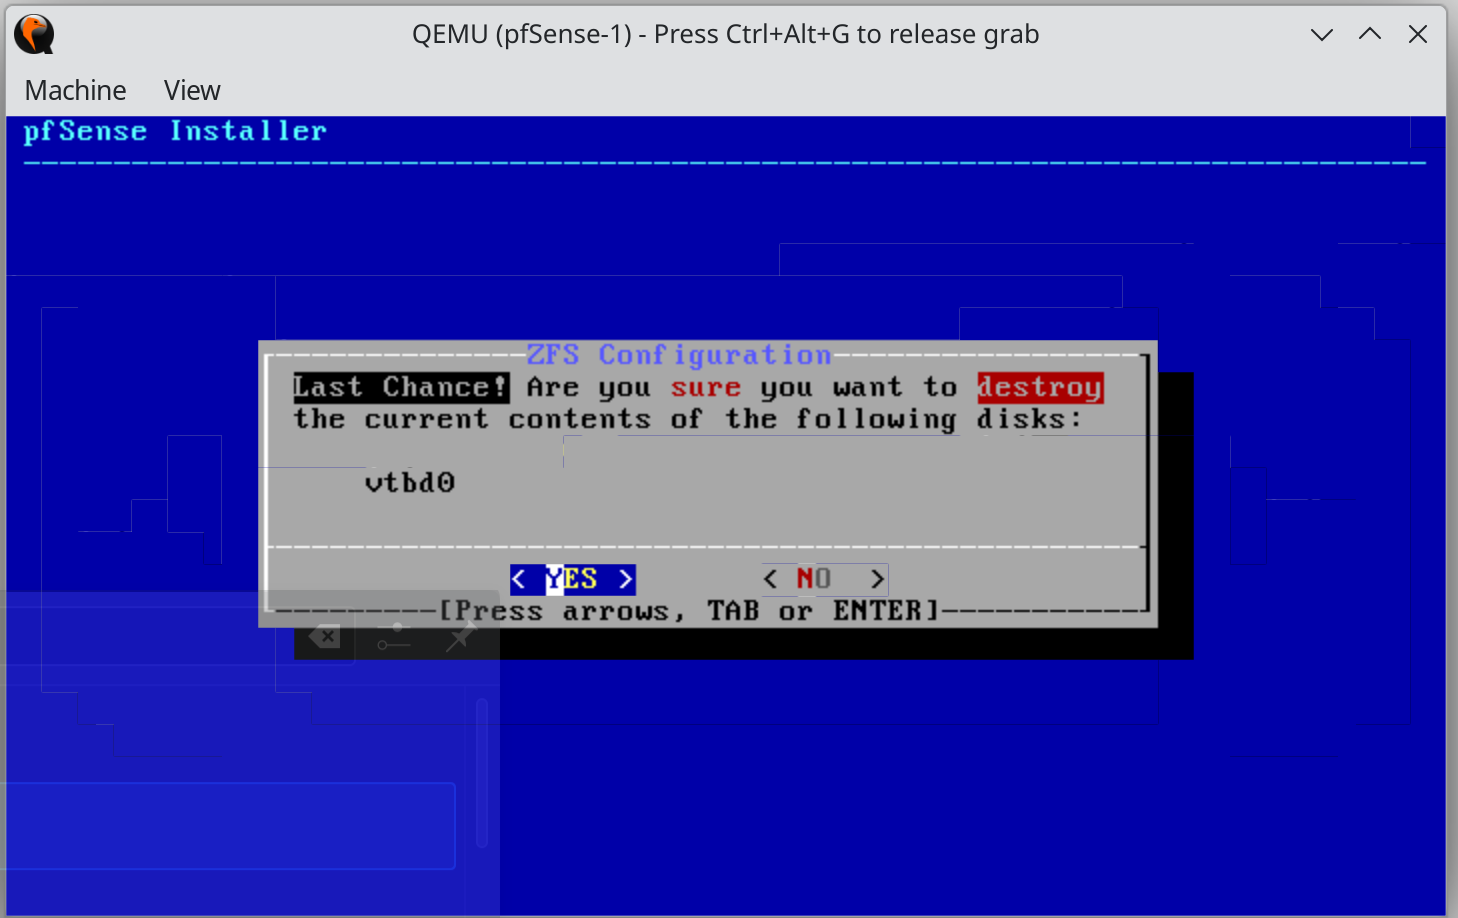 QEMU (pfSense-1) - Press Ctrl+Alt+G to release grab
Machine View
pfSense Installer
ZFS Configuration
Last Chance! Are you sure you want to destroy
the current contents of the following disks:
vtbd0
< YES > < NO >
[Press arrows, TAB or ENTER]